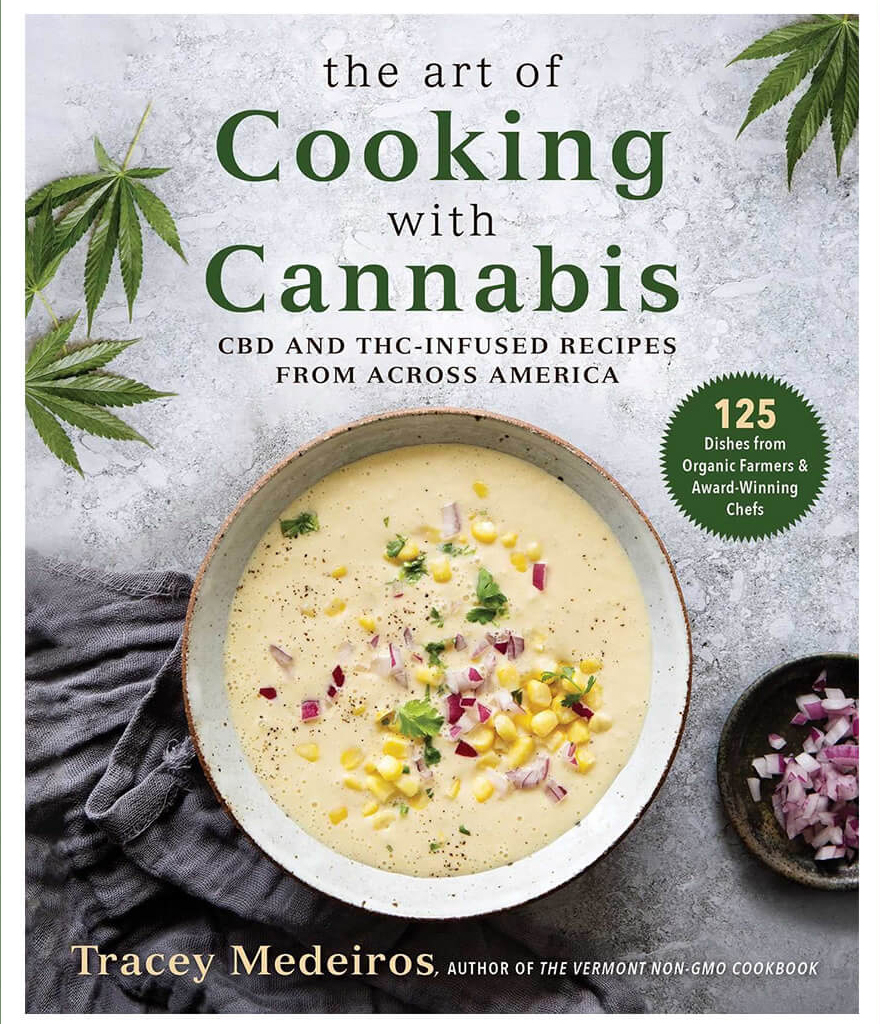 the art of
Cooking
with
Cannabis
CBD AND THC-INFUSED RECIPES
FROM ACROSS AMERICA
125
Dishes from
Organic Farmers &
Award-Winning
Chefs
Tracey Medeiros, AUTHOR OF THE VERMONT NON-GMO COOKBOOK